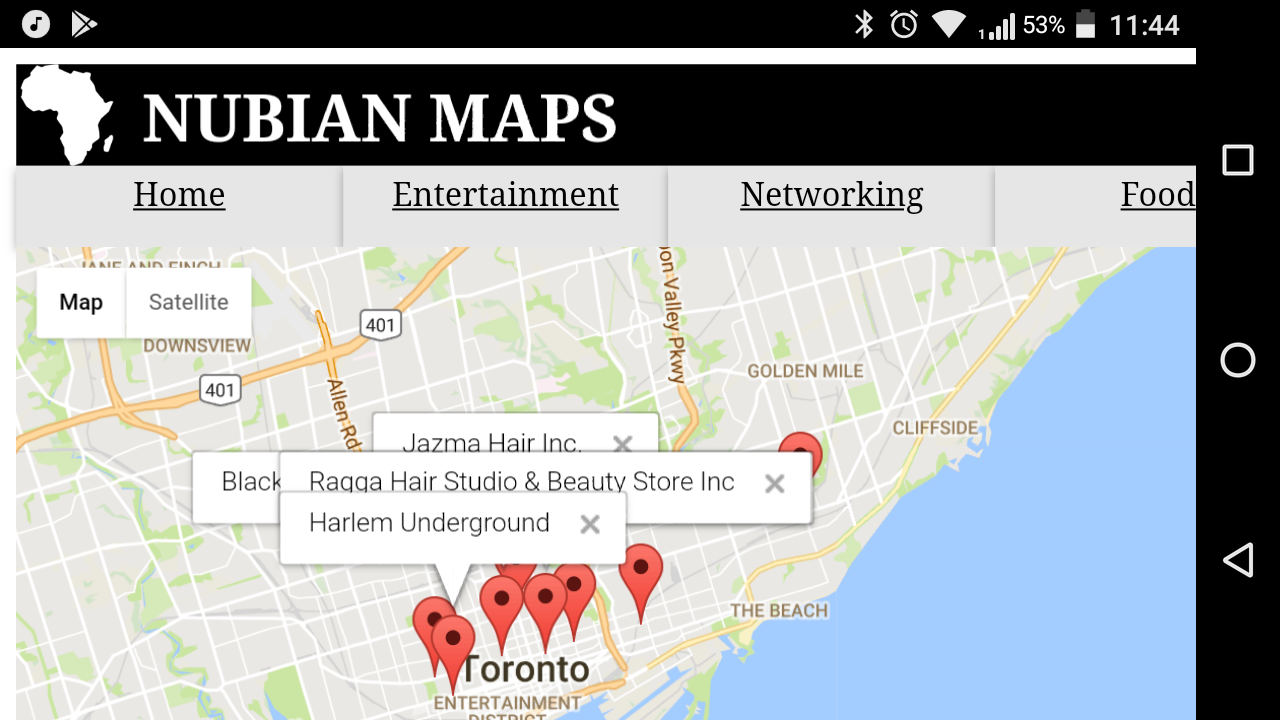 1 53% 11:44
NUBIAN MAPS
Home Entertainment Networking Food
JANE AND FINCH
Map Satellite
401
DOWNSVIEW
Don Valley Pkwy
GOLDEN MILE
401
Allen Rd
CLIFFSIDE
Jazma Hair Inc.
Black
Ragga Hair Studio & Beauty Store Inc
Harlem Underground
THE BEACH
Toronto
ENTERTAINMENT
DISTRICT